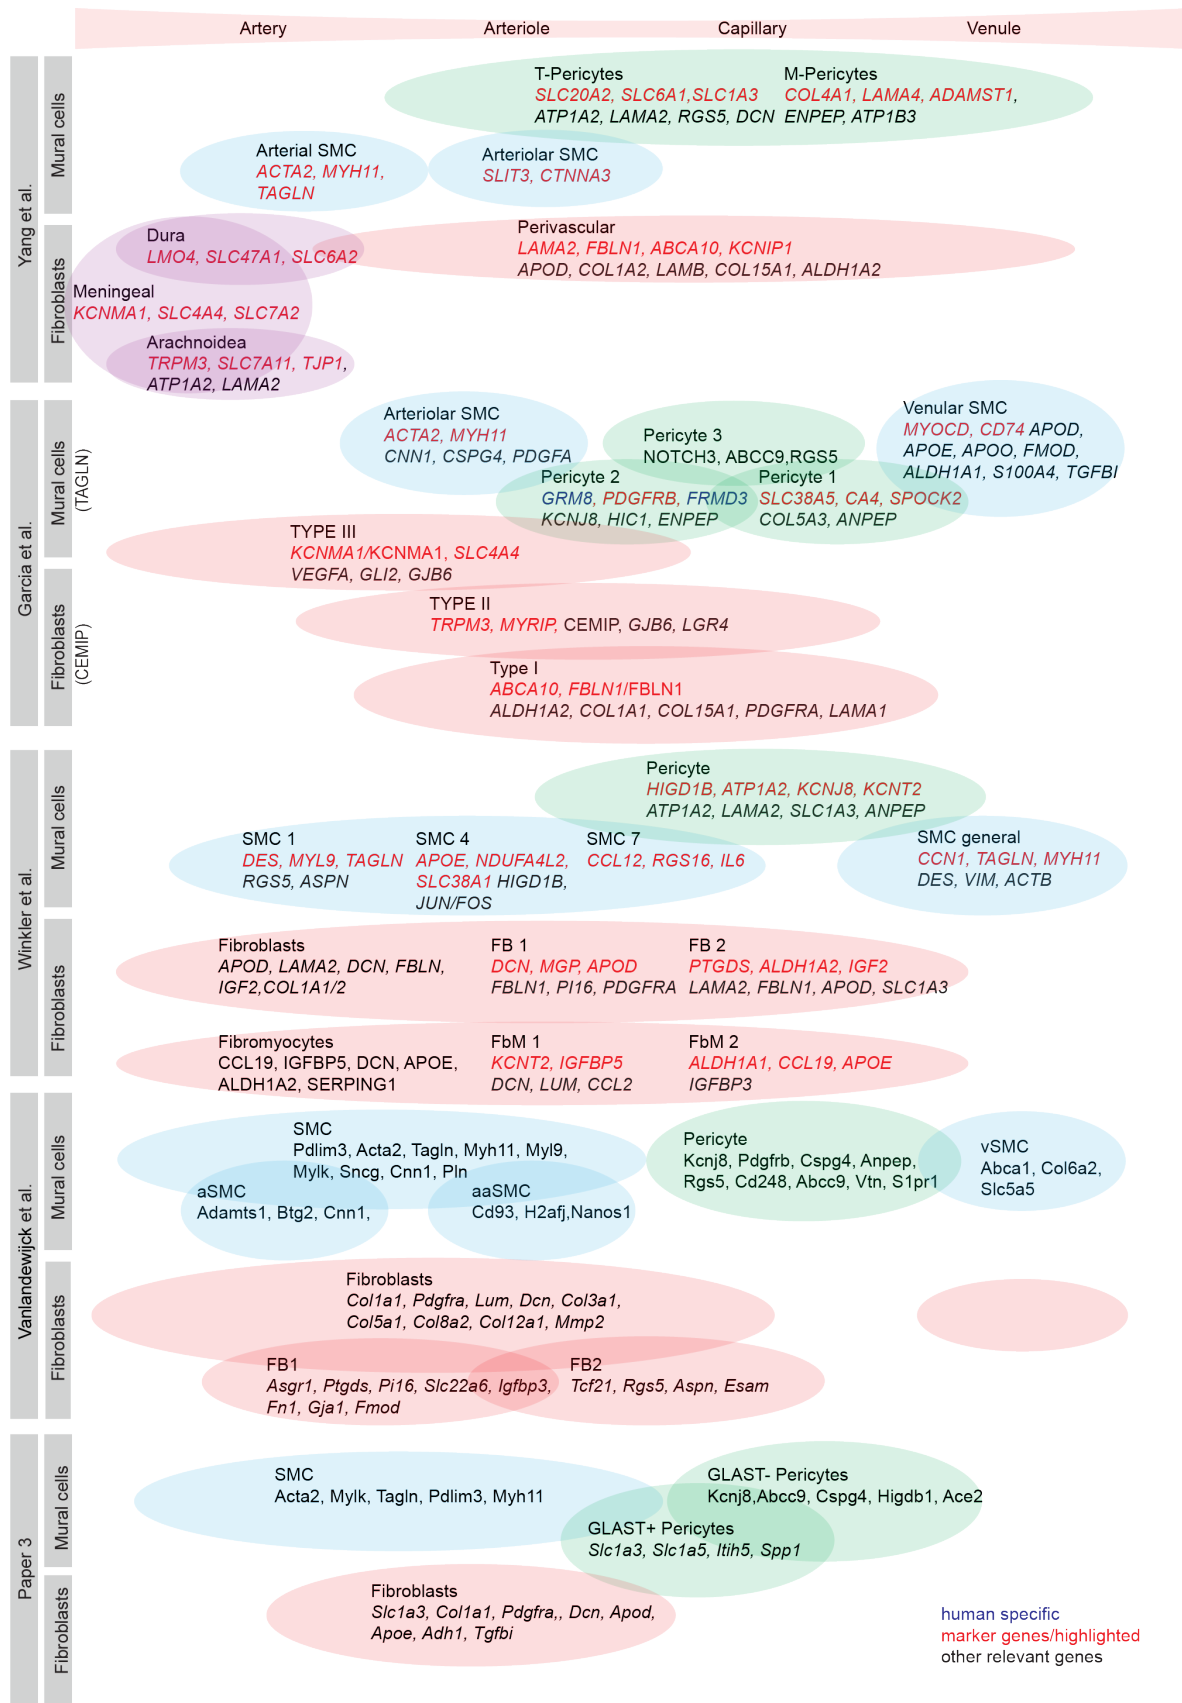 Artery Arteriole Capillary Venule
Yang et al.
Mural cells
T-Pericytes
SLC20A2, SLC6A1,SLC1A3
ATP1A2, LAMA2, RGS5, DCN
M-Pericytes
COL4A1, LAMA4, ADAMST1,
ENPEP, ATP1B3
Arterial SMC
ACTA2, MYH11,
TAGLN
Arteriolar SMC
SLIT3, CTNNA3
Fibroblasts
Dura
LMO4, SLC47A1, SLC6A2
Perivascular
LAMA2, FBLN1, ABCA10, KCNIP1
APOD, COL1A2, LAMB, COL15A1, ALDH1A2
Meningeal
KCNMA1, SLC4A4, SLC7A2
Arachnoidea
TRPM3, SLC7A11, TJP1,
ATP1A2, LAMA2
Garcia et al.
Mural cells
(TAGLN)
Arteriolar SMC
ACTA2, MYH11
CNN1, CSPG4, PDGFA
Pericyte 3
NOTCH3, ABCC9,RGS5
Venular SMC
MYOCD, CD74 APOD,
APOE, APOO, FMOD,
ALDH1A1, S100A4, TGFBI
Pericyte 2
GRM8, PDGFRB, FRMD3
KCNJ8, HIC1, ENPEP
Pericyte 1
SLC38A5, CA4, SPOCK2
COL5A3, ANPEP
Fibroblasts
(CEMIP)
TYPE III
KCNMA1/KCNMA1, SLC4A4
VEGFA, GLI2, GJB6
TYPE II
TRPM3, MYRIP, CEMIP, GJB6, LGR4
Type I
ABCA10, FBLN1/FBLN1
ALDH1A2, COL1A1, COL15A1, PDGFRA, LAMA1
Winkler et al.
Mural cells
Pericyte
HIGD1B, ATP1A2, KCNJ8, KCNT2
ATP1A2, LAMA2, SLC1A3, ANPEP
SMC 1
DES, MYL9, TAGLN
RGS5, ASPN
SMC 4
APOE, NDUFA4L2,
SLC38A1 HIGD1B,
JUN/FOS
SMC 7
CCL12, RGS16, IL6
SMC general
CCN1, TAGLN, MYH11
DES, VIM, ACTB
Fibroblasts
Fibroblasts
APOD, LAMA2, DCN, FBLN,
IGF2,COL1A1/2
FB 1
DCN, MGP, APOD
FBLN1, PI16, PDGFRA
FB 2
PTGDS, ALDH1A2, IGF2
LAMA2, FBLN1, APOD, SLC1A3
Fibromyocytes
CCL19, IGFBP5, DCN, APOE,
ALDH1A2, SERPING1
FbM 1
KCNT2, IGFBP5
DCN, LUM, CCL2
FbM 2
ALDH1A1, CCL19, APOE
IGFBP3
Vanlandewijck et al.
Mural cells
SMC
Pdlim3, Acta2, Tagln, Myh11, Myl9,
Mylk, Sncg, Cnn1, Pln
Pericyte
Kcnj8, Pdgfrb, Cspg4, Anpep,
Rgs5, Cd248, Abcc9, Vtn, S1pr1
vSMC
Abca1, Col6a2,
Slc5a5
aSMC
Adamts1, Btg2, Cnn1,
aaSMC
Cd93, H2afj,Nanos1
Fibroblasts
Fibroblasts
Col1a1, Pdgfra, Lum, Dcn, Col3a1,
Col5a1, Col8a2, Col12a1, Mmp2
FB1
Asgr1, Ptgds, Pi16, Slc22a6, Igfbp3,
Fn1, Gja1, Fmod
FB2
Tcf21, Rgs5, Aspn, Esam
Paper 3
Mural cells
SMC
Acta2, Mylk, Tagln, Pdlim3, Myh11
GLAST- Pericytes
Kcnj8,Abcc9, Cspg4, Higdb1, Ace2
GLAST+ Pericytes
Slc1a3, Slc1a5, Itih5, Spp1
Fibroblasts
Fibroblasts
Slc1a3, Col1a1, Pdgfra,, Dcn, Apod,
Apoe, Adh1, Tgfbi
human specific
marker genes/highlighted
other relevant genes